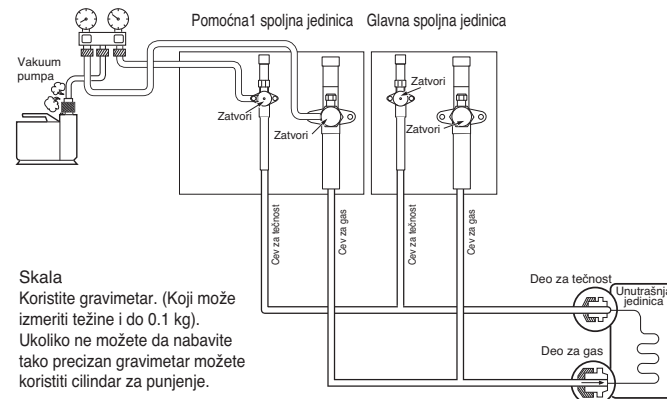 Pomoćna1 spoljna jedinica
Glavna spoljna jedinica
Vakuum
pumpa
Zatvori
Zatvori
Zatvori
Zatvori
Cev za tečnost
Cev za gas
Cev za tečnost
Cev za gas
Skala
Koristite gravimetar. (Koji može
izmeriti težine i do 0.1 kg).
Ukoliko ne možete da nabavite
tako precizan gravimetar možete
koristiti cilindar za punjenje.
Deo za tečnost
Unutrašnja
jedinica
Deo za gas